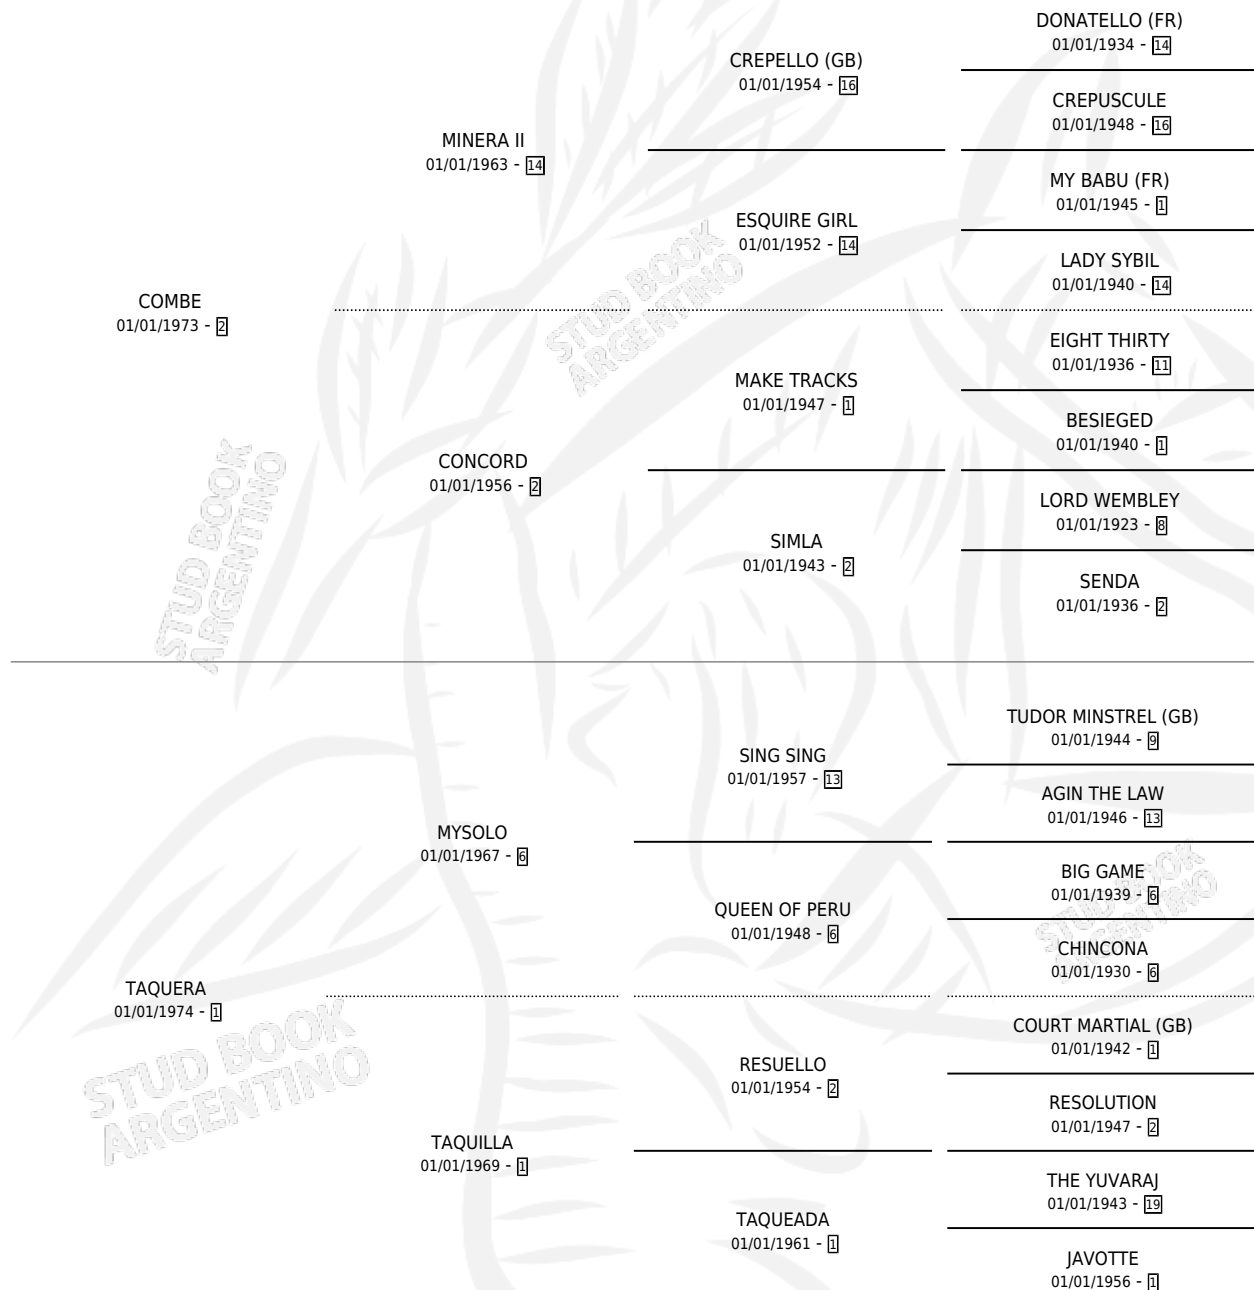 DONATELLO (FR)
01/01/1934 - 14
CREPELLO (GB)
01/01/1954 - 16
CREPUSCULE
01/01/1948 - 16
MINERA II
01/01/1963 - 14
MY BABU (FR)
01/01/1945 - 1
ESQUIRE GIRL
01/01/1952 - 14
LADY SYBIL
01/01/1940 - 14
COMBE
01/01/1973 - 2
EIGHT THIRTY
01/01/1936 - 11
MAKE TRACKS
01/01/1947 - 1
BESIEGED
01/01/1940 - 1
CONCORD
01/01/1956 - 2
LORD WEMBLEY
01/01/1923 - 8
SIMLA
01/01/1943 - 2
SENDA
01/01/1936 - 2
TUDOR MINSTREL (GB)
01/01/1944 - 9
SING SING
01/01/1957 - 13
AGIN THE LAW
01/01/1946 - 13
MYSOLO
01/01/1967 - 6
BIG GAME
01/01/1939 - 6
QUEEN OF PERU
01/01/1948 - 6
CHINCONA
01/01/1930 - 6
TAQUERA
01/01/1974 - 1
COURT MARTIAL (GB)
01/01/1942 - 1
RESUELLO
01/01/1954 - 2
RESOLUTION
01/01/1947 - 2
TAQUILLA
01/01/1969 - 1
THE YUVARAJ
01/01/1943 - 19
TAQUEADA
01/01/1961 - 1
JAVOTTE
01/01/1956 - 1
STUD BOOK
ARGENTINO
STUD BOOK
ARGENTINO
STUD BOOK
ARGENTINO
STUD BOOK
ARGENTINO